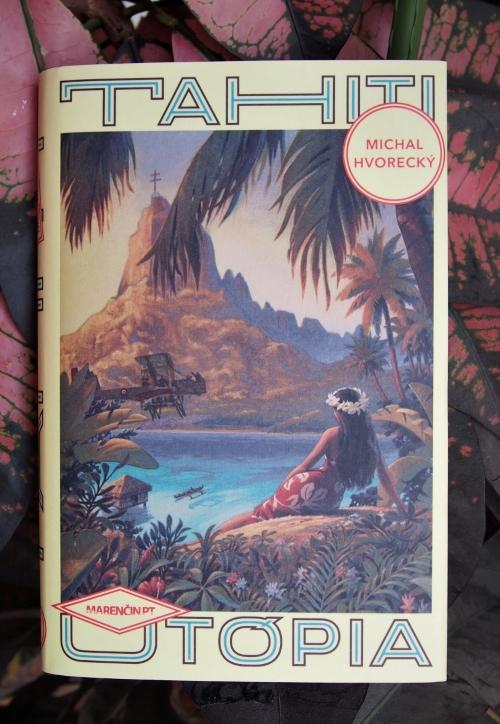 TAHITI
MICHAL
HVORECKÝ
MARENČIN PT
UTÓPIA